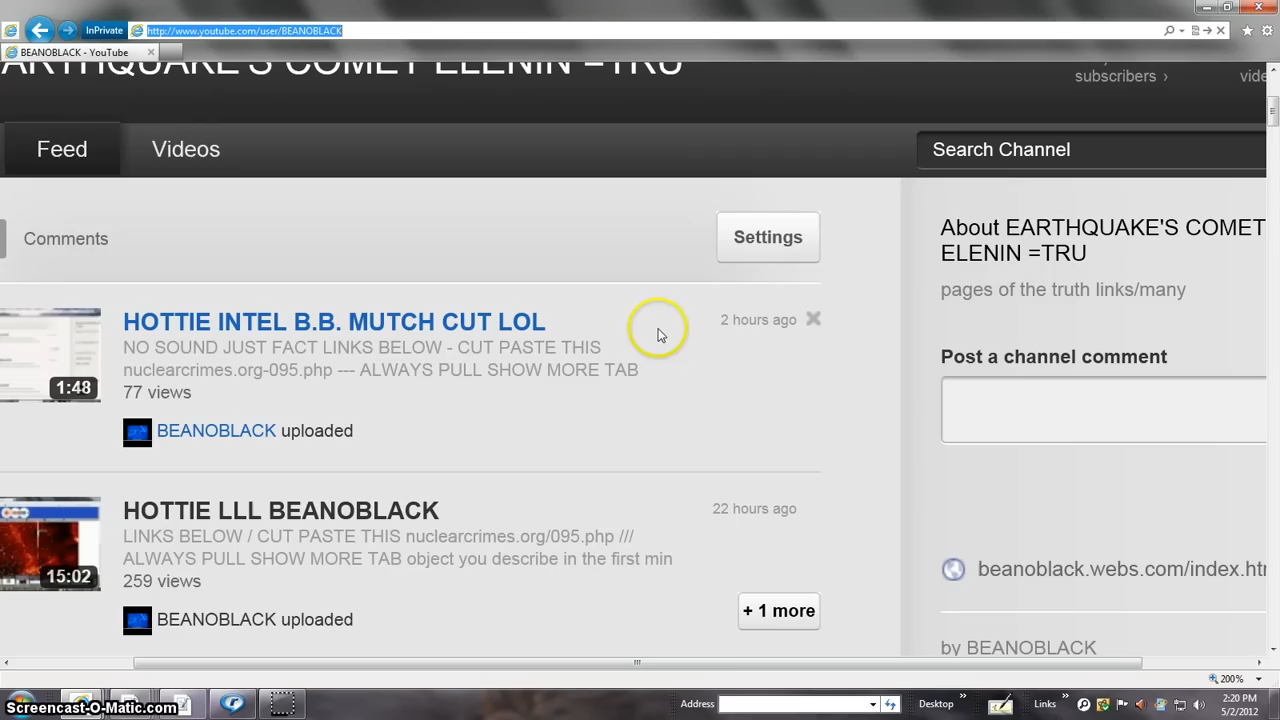 InPrivate
http://www.youtube.com/user/BEANOBLACK
BEANOBLACK - YouTube
ARTHQUAKE'S COMET ELENIN =TRU
subscribers ›
vide
Feed
Videos
Search Channel
Comments
Settings
HOTTIE INTEL B.B. MUTCH CUT LOL
2 hours ago
NO SOUND JUST FACT LINKS BELOW - CUT PASTE THIS
nuclearcrimes.org-095.php --- ALWAYS PULL SHOW MORE TAB
1:48
77 views
BEANOBLACK uploaded
HOTTIE LLL BEANOBLACK
22 hours ago
LINKS BELOW / CUT PASTE THIS nuclearcrimes.org/095.php ///
ALWAYS PULL SHOW MORE TAB object you describe in the first min
15:02
259 views
BEANOBLACK uploaded
+ 1 more
About EARTHQUAKE'S COMET
ELENIN =TRU
pages of the truth links/many
Post a channel comment
beanoblack.webs.com/index.htm
by BEANOBLACK
200%
Screencast-O-Matic.com
Address
Desktop
Links
2:20 PM
5/2/2012